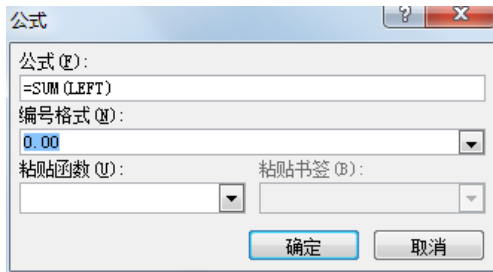 公式
公式(F):
=SUM(LEFT)
编号格式(N):
0.00
粘贴函数(U): 粘贴书签(B):
确定 取消